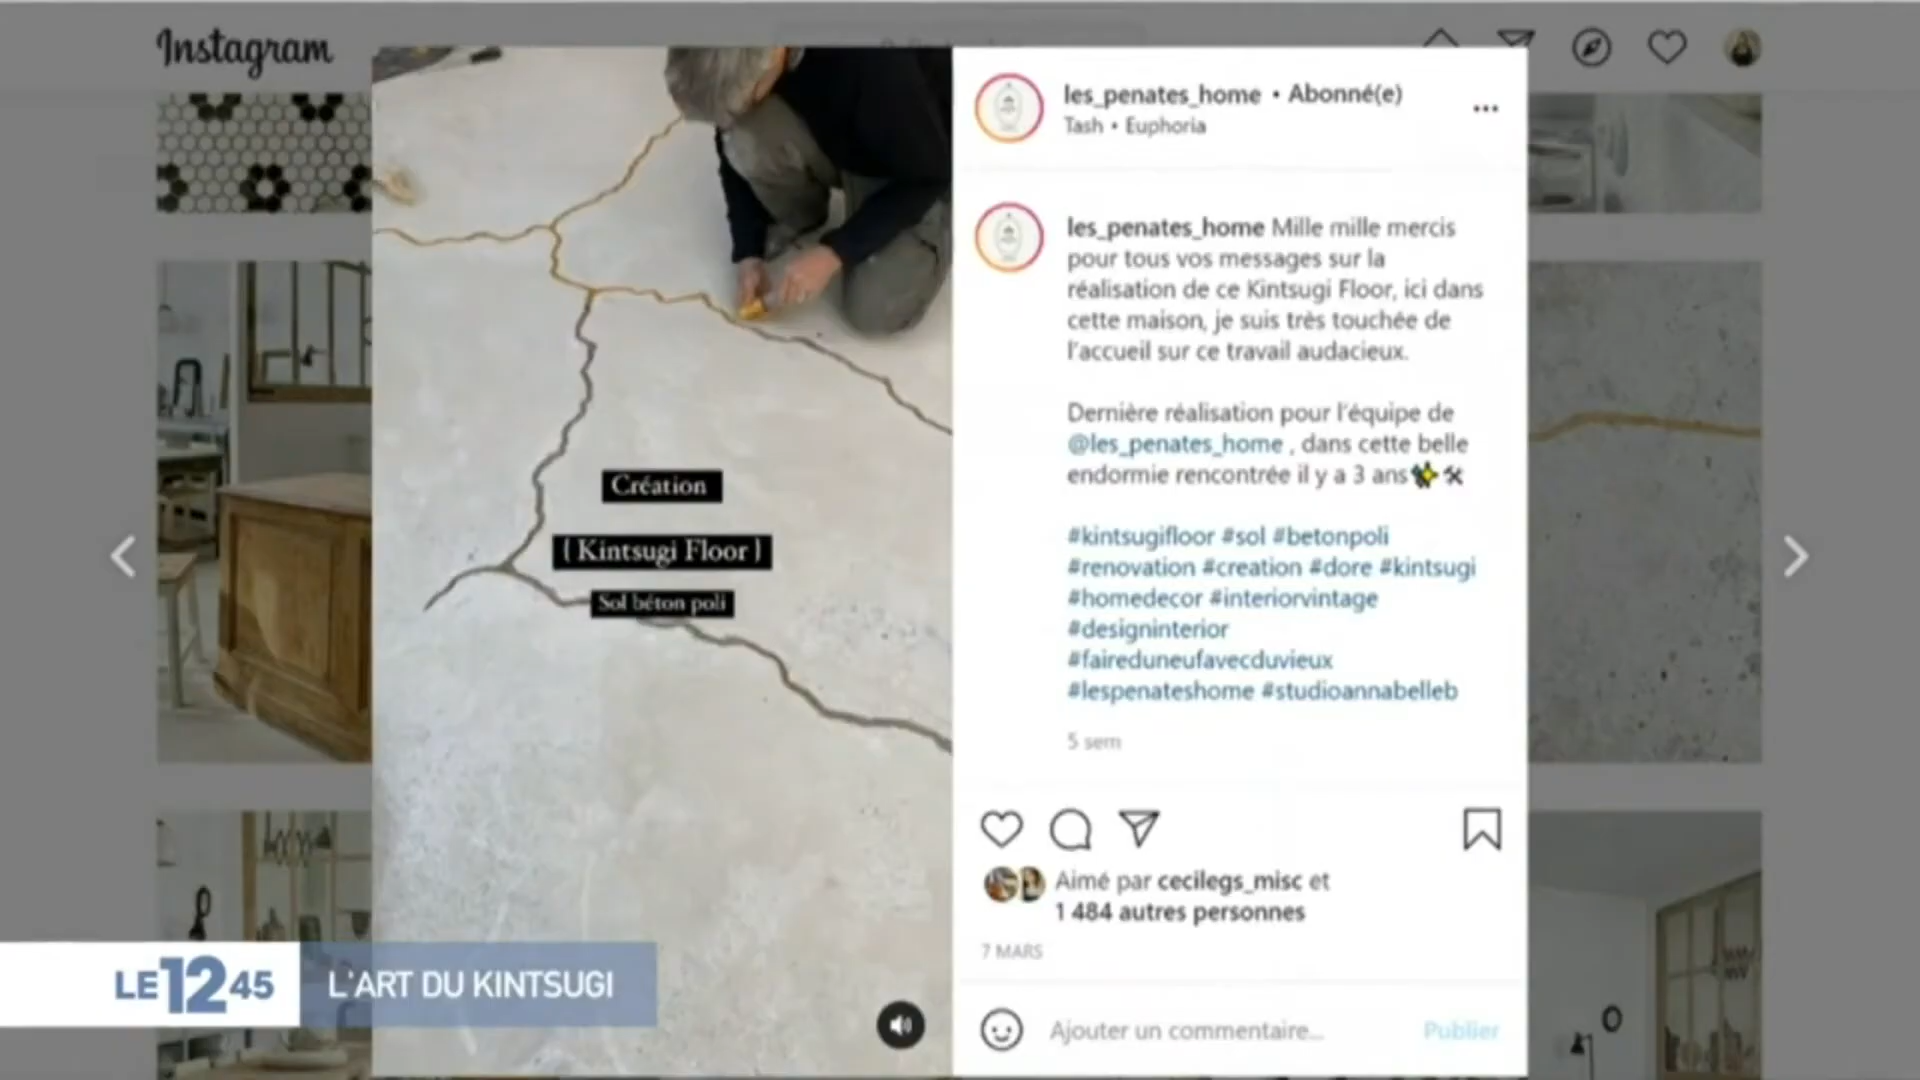 Instagram
les_penates_home • Abonné(e)
Tash • Euphoria
les_penates_home Mille mille mercis
pour tous vos messages sur la
réalisation de ce Kintsugi Floor, ici dans
cette maison, je suis très touchée de
l'accueil sur ce travail audacieux.
Dernière réalisation pour l'équipe de
@les_penates_home , dans cette belle
endormie rencontrée il y a 3 ans
#kintsugifloor #sol #betonpoli
#renovation #creation #dore #kintsugi
#homedecor #interiorvintage
#designinterior
#faireduneufavecduvieux
#lespenateshome #studioannabelleb
5 sem
Création
{ Kintsugi Floor }
Sol béton poli
Aimé par cecilegs_misc et
1 484 autres personnes
7 MARS
Ajouter un commentaire...
Publier
LE 12 45
L'ART DU KINTSUGI